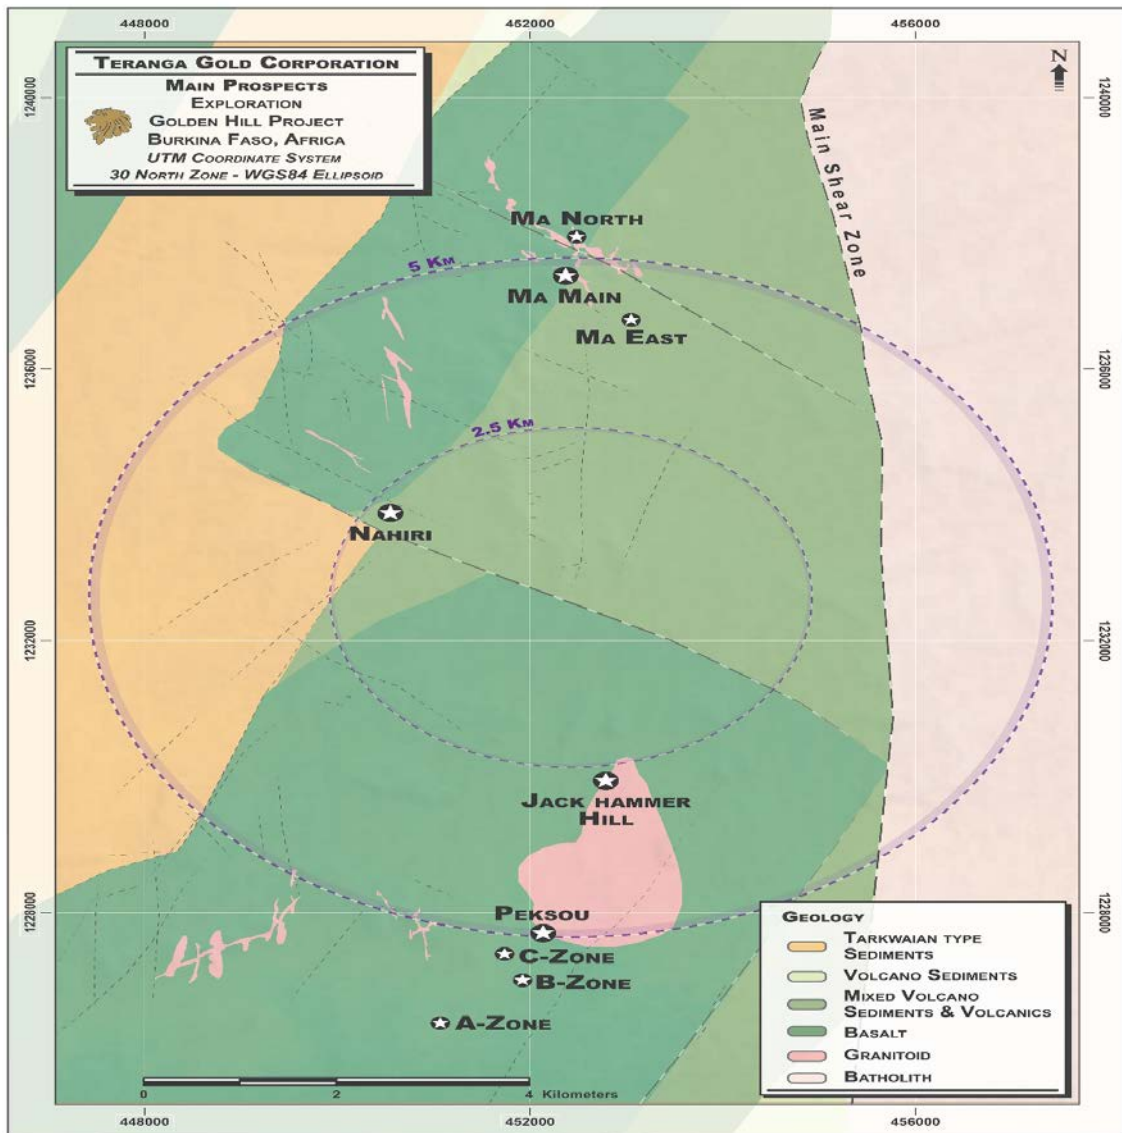 448000
452000
456000
TERANGA GOLD CORPORATION
MAIN PROSPECTS
EXPLORATION
GOLDEN HILL PROJECT
BURKINA FASO, AFRICA
UTM COORDINATE SYSTEM
30 NORTH ZONE - WGS84 ELLIPSOID
N
1240000
1240000
Main Shear Zone
MA NORTH
5 KM
MA MAIN
MA EAST
1236000
1236000
2.5 KM
NAHIRI
1232000
1232000
JACK HAMMER
HILL
PEKSOU
1228000
1228000
C-ZONE
B-ZONE
A-ZONE
GEOLOGY
TARKWAIAN TYPE
SEDIMENTS
VOLCANO SEDIMENTS
MIXED VOLCANO
SEDIMENTS & VOLCANICS
BASALT
GRANITOID
BATHOLITH
0
2
4 Kilometers
448000
452000
456000